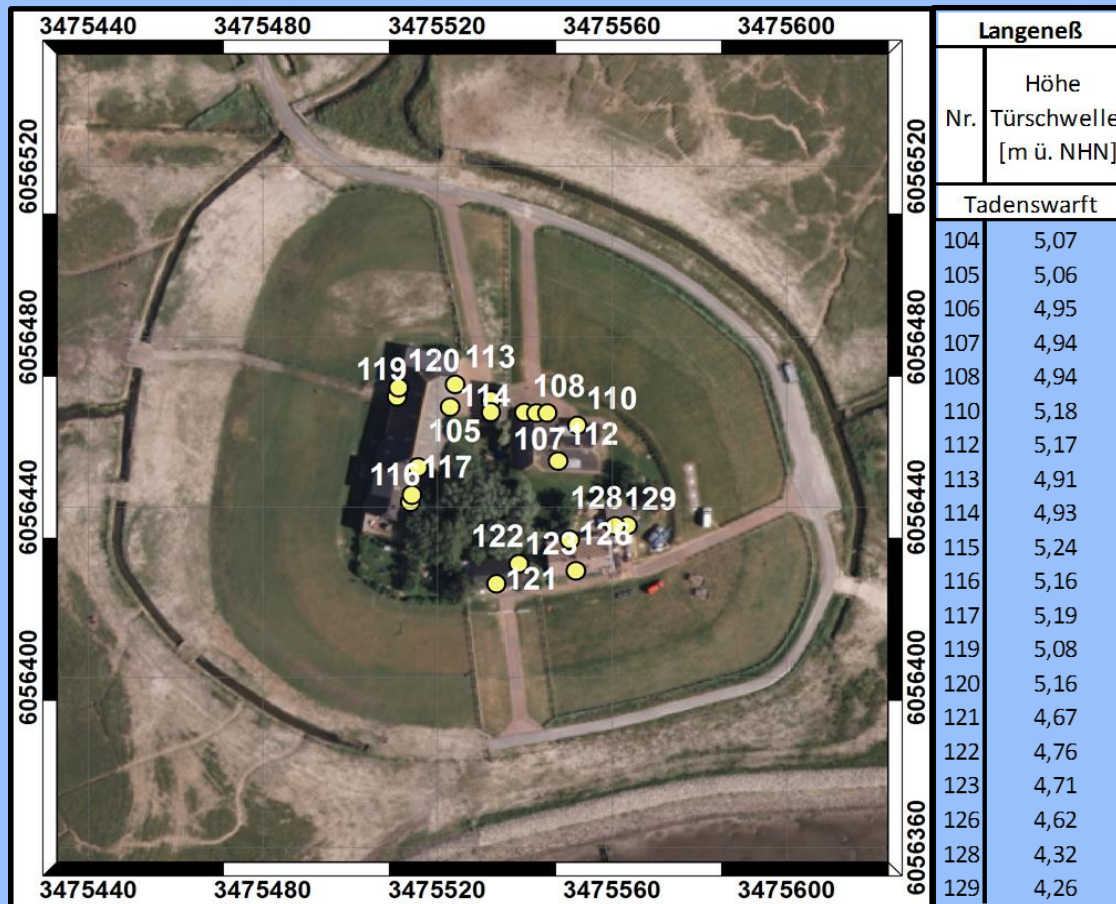 3475440 3475480 3475520 3475560 3475600
6056520 6056520
6056480 6056480
6056440 6056440
6056400 6056400
6056360
119 120 113
114 108 110
105 107 112
117
116
128 129
122 123 126
121
3475440 3475480 3475520 3475560 3475600
Langeneß
Nr. Höhe
Türschwelle
[m ü. NHN]
Tadenswarft
104 5,07
105 5,06
106 4,95
107 4,94
108 4,94
110 5,18
112 5,17
113 4,91
114 4,93
115 5,24
116 5,16
117 5,19
119 5,08
120 5,16
121 4,67
122 4,76
123 4,71
126 4,62
128 4,32
129 4,26